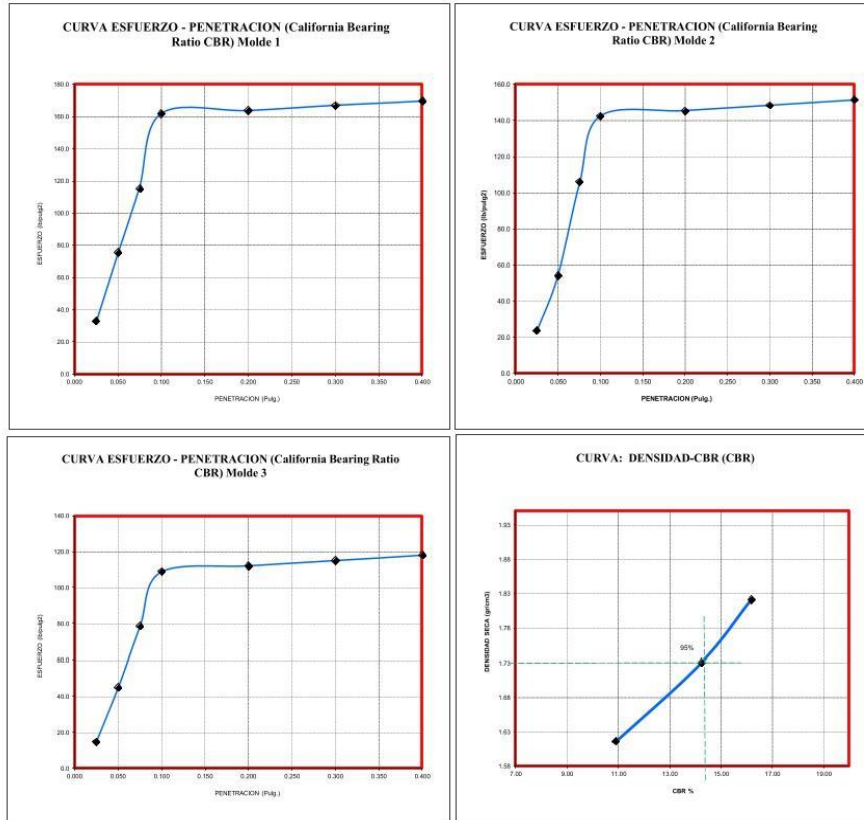 CURVA ESFUERZO - PENETRACION (California Bearing
Ratio CBR) Molde 1
180.0
160.0
140.0
120.0
100.0
80.0
60.0
40.0
20.0
0.0
ESFUERZO (lb/pulg2)
0.000 0.050 0.100 0.150 0.200 0.250 0.300 0.350 0.400
PENETRACION (Pulg.)
CURVA ESFUERZO - PENETRACION (California Bearing
Ratio CBR) Molde 2
160.0
140.0
120.0
100.0
80.0
60.0
40.0
20.0
0.0
ESFUERZO (lb/pulg2)
0.000 0.050 0.100 0.150 0.200 0.250 0.300 0.350 0.400
PENETRACION (Pulg.)
CURVA ESFUERZO - PENETRACION (California Bearing Ratio
CBR) Molde 3
140.0
120.0
100.0
80.0
60.0
40.0
20.0
0.0
ESFUERZO (lb/pulg2)
0.000 0.050 0.100 0.150 0.200 0.250 0.300 0.350 0.400
PENETRACION (Pulg.)
CURVA: DENSIDAD-CBR (CBR)
1.93
1.88
1.83
1.78
1.73
1.68
1.63
1.58
DENSIDAD SECA (gr/cm3)
95%
7.00 9.00 11.00 13.00 15.00 17.00 19.00
CBR %